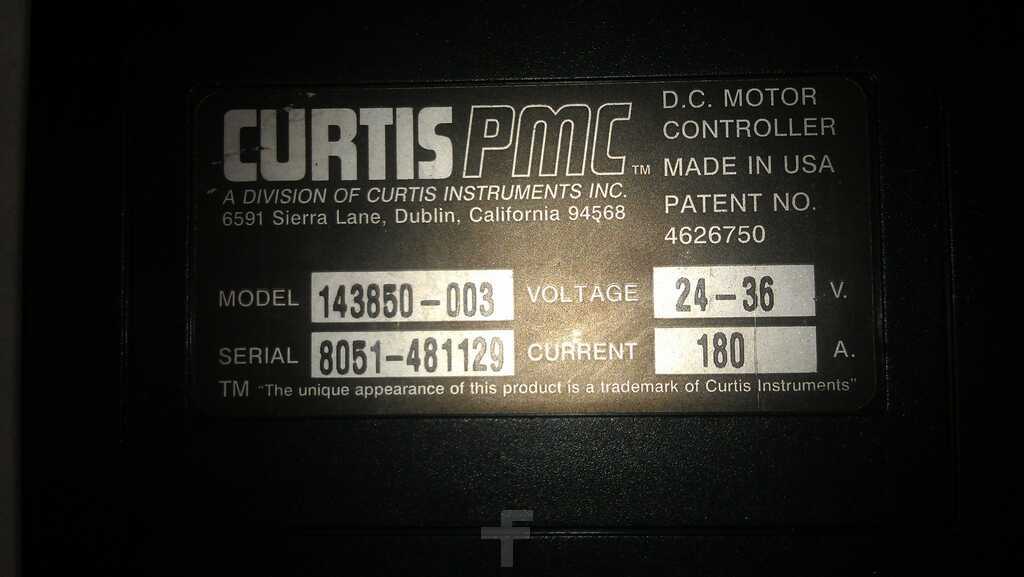 CURTIS PMC ™
A DIVISION OF CURTIS INSTRUMENTS INC.
6591 Sierra Lane, Dublin, California 94568
D.C. MOTOR
CONTROLLER
MADE IN USA
PATENT NO.
4626750
MODEL 143850-003 VOLTAGE 24-36 V.
SERIAL 8051-481129 CURRENT 180 A.
TM "The unique appearance of this product is a trademark of Curtis Instruments"